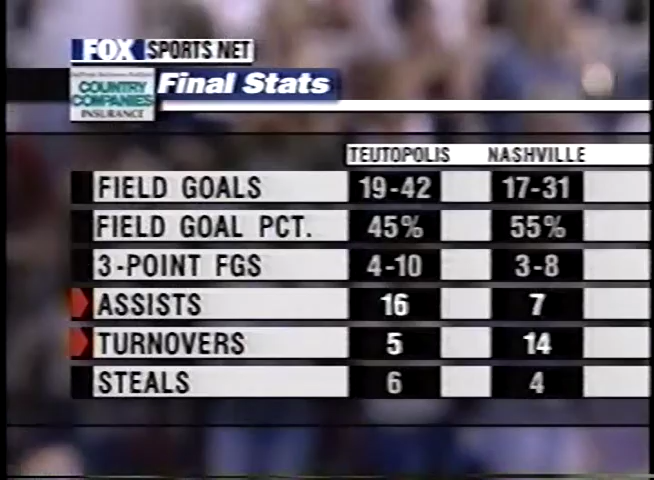 FOX SPORTS NET
COUNTRY
COMPANIES
INSURANCE
Final Stats
TEUTOPOLIS NASHVILLE
FIELD GOALS 19-42 17-31
FIELD GOAL PCT. 45% 55%
3-POINT FGS 4-10 3-8
ASSISTS 16 7
TURNOVERS 5 14
STEALS 6 4